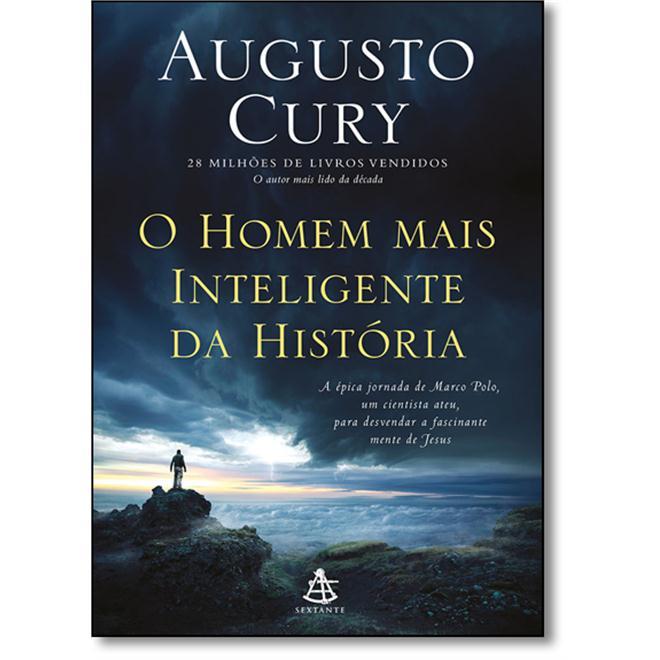 AUGUSTO
CURY
28 MILHÕES DE LIVROS VENDIDOS
O autor mais lido da década
O HOMEM MAIS
INTELIGENTE
DA HISTÓRIA
A épica jornada de Marco Polo,
um cientista ateu,
para desvendar a fascinante
mente de Jesus
SEXTANTE